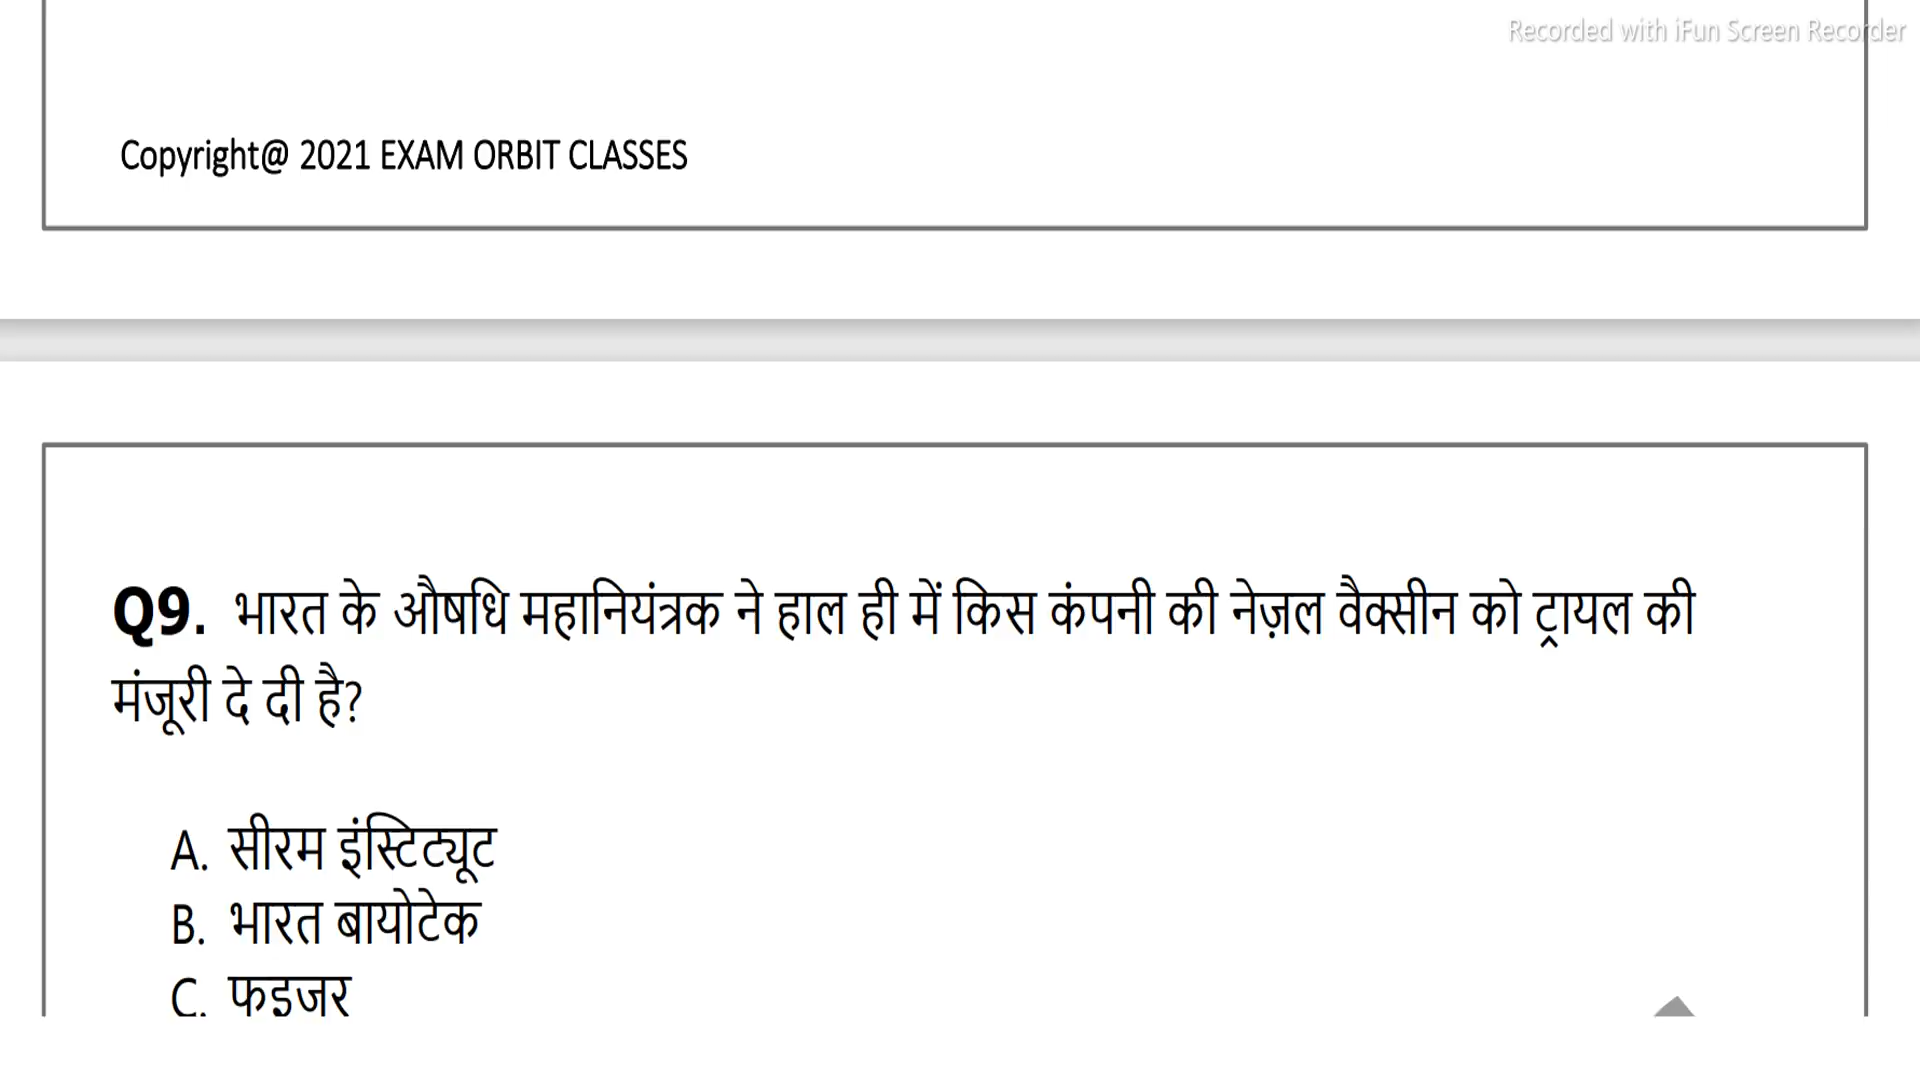 Recorded with iFun Screen Recorder
Copyright@ 2021 EXAM ORBIT CLASSES
Q9. भारत के औषधि महानियंत्रक ने हाल ही में किस कंपनी की नेज़ल वैक्सीन को ट्रायल की
मंजूरी दे दी है?
A. सीरम इंस्टिट्यूट
B. भारत बायोटेक
C. फइजर